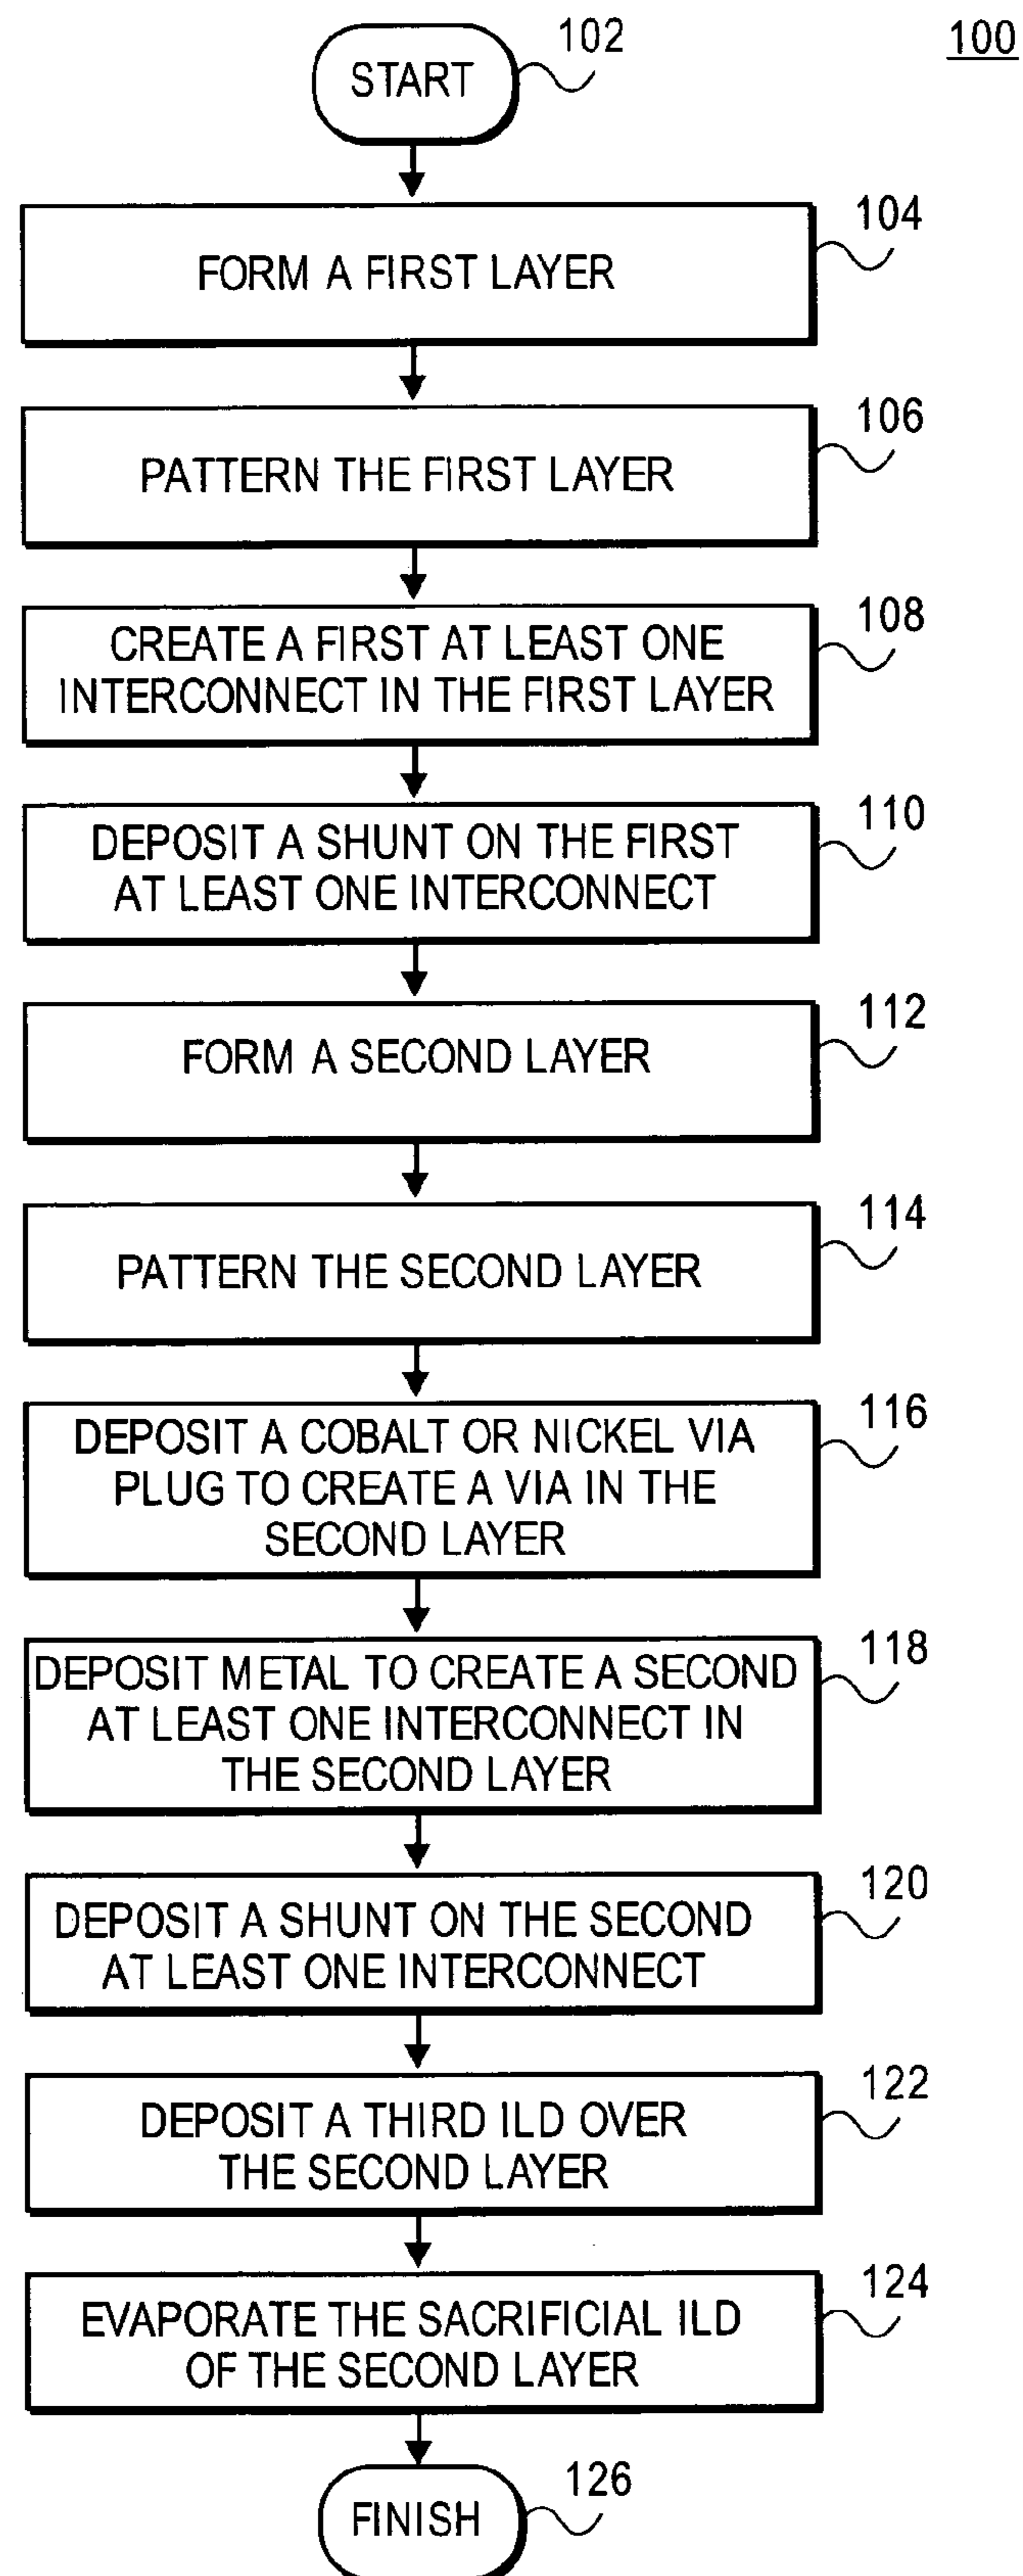 100
START
102
FORM A FIRST LAYER
104
PATTERN THE FIRST LAYER
106
CREATE A FIRST AT LEAST ONE
INTERCONNECT IN THE FIRST LAYER
108
DEPOSIT A SHUNT ON THE FIRST
AT LEAST ONE INTERCONNECT
110
FORM A SECOND LAYER
112
PATTERN THE SECOND LAYER
114
DEPOSIT A COBALT OR NICKEL VIA
PLUG TO CREATE A VIA IN THE
SECOND LAYER
116
DEPOSIT METAL TO CREATE A SECOND
AT LEAST ONE INTERCONNECT IN
THE SECOND LAYER
118
DEPOSIT A SHUNT ON THE SECOND
AT LEAST ONE INTERCONNECT
120
DEPOSIT A THIRD ILD OVER
THE SECOND LAYER
122
EVAPORATE THE SACRIFICIAL ILD
OF THE SECOND LAYER
124
FINISH
126